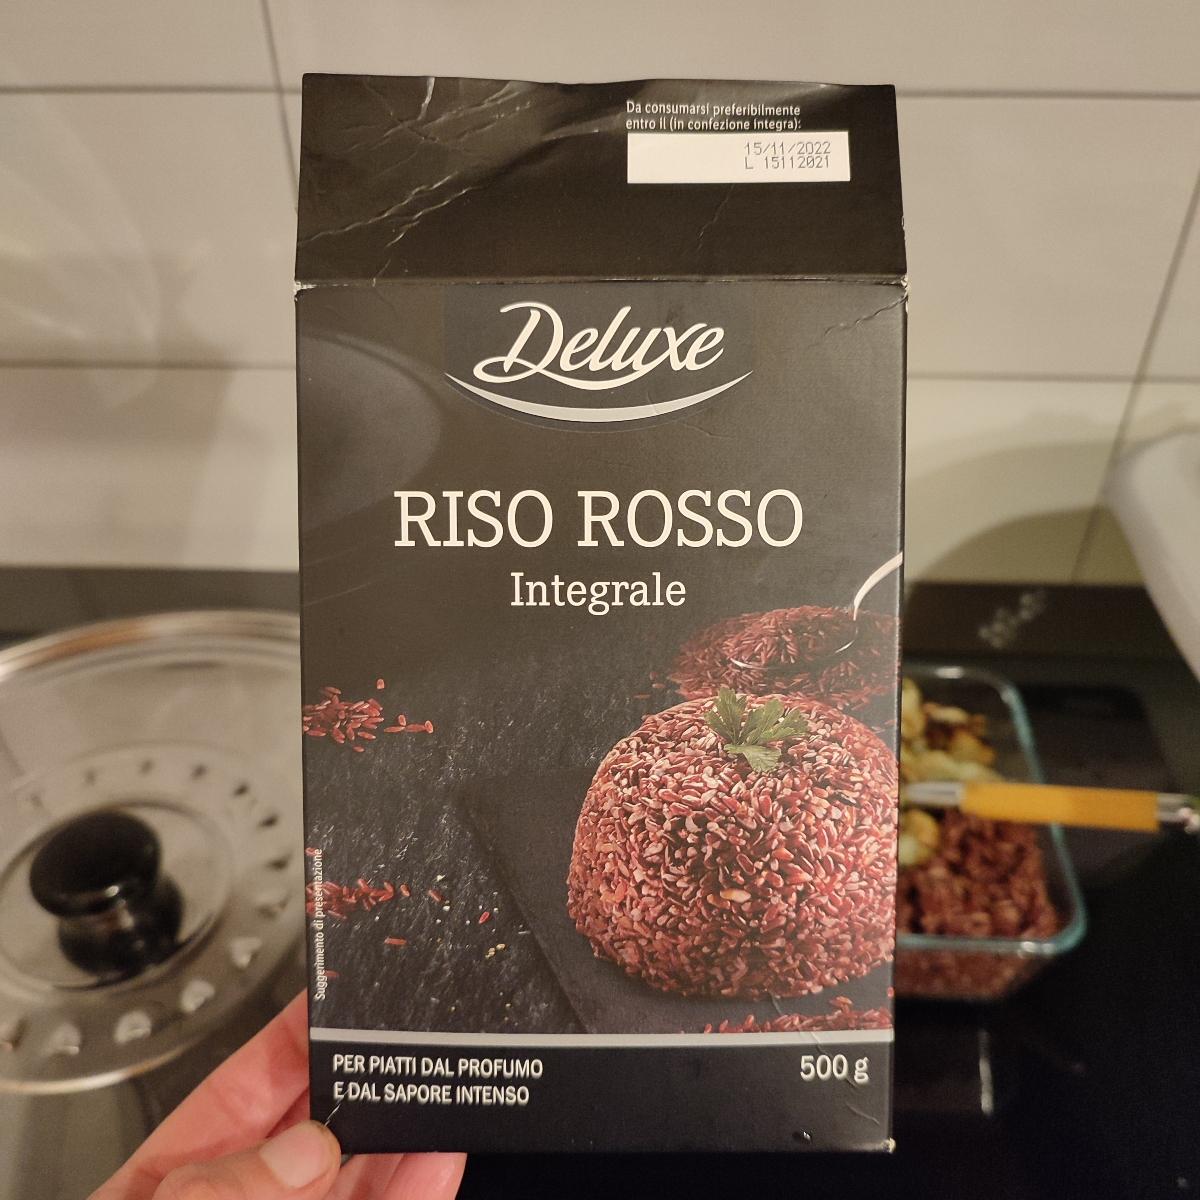 Da consumarsi preferibilmente
entro il (in confezione integra):
15/11/2022
L 15112021
Deluxe
RISO ROSSO
Integrale
Suggerimento di presentazione
PER PIATTI DAL PROFUMO
E DAL SAPORE INTENSO
500 g